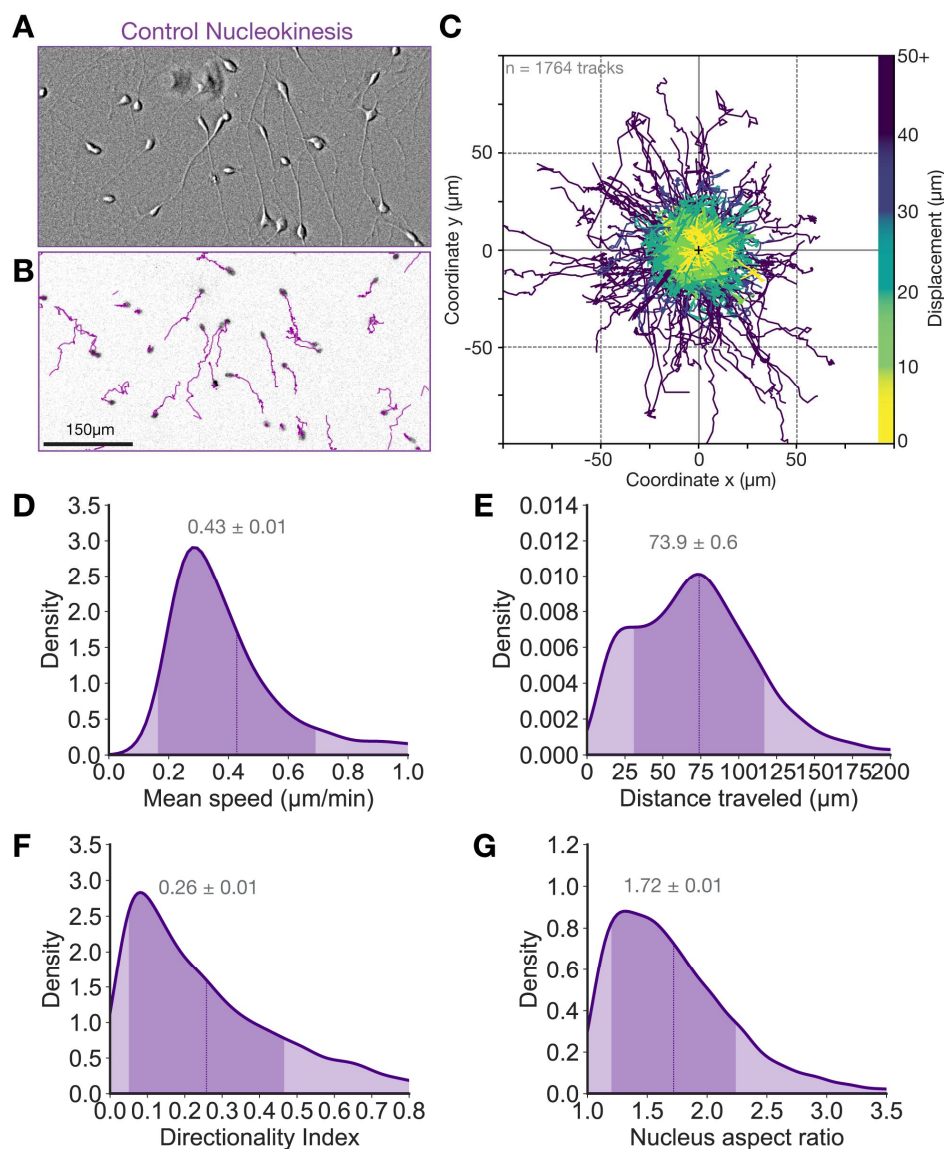 A
Control Nucleokinesis
B
150µm
C
n = 1764 tracks
Coordinate y (µm)
50
0
-50
-50
0
50
Coordinate x (µm)
50+
40
30
20
10
0
Displacement (µm)
D
3.5
3.0
2.5
2.0
1.5
1.0
0.5
0.0
Density
0.43 ± 0.01
0.0 0.2 0.4 0.6 0.8 1.0
Mean speed (µm/min)
E
0.014
0.012
0.010
0.008
0.006
0.004
0.002
0.000
Density
73.9 ± 0.6
0 25 50 75 100 125 150 175 200
Distance traveled (µm)
F
3.5
3.0
2.5
2.0
1.5
1.0
0.5
0.0
Density
0.26 ± 0.01
0.0 0.1 0.2 0.3 0.4 0.5 0.6 0.7 0.8
Directionality Index
G
1.2
1.0
0.8
0.6
0.4
0.2
0.0
Density
1.72 ± 0.01
1.0 1.5 2.0 2.5 3.0 3.5
Nucleus aspect ratio